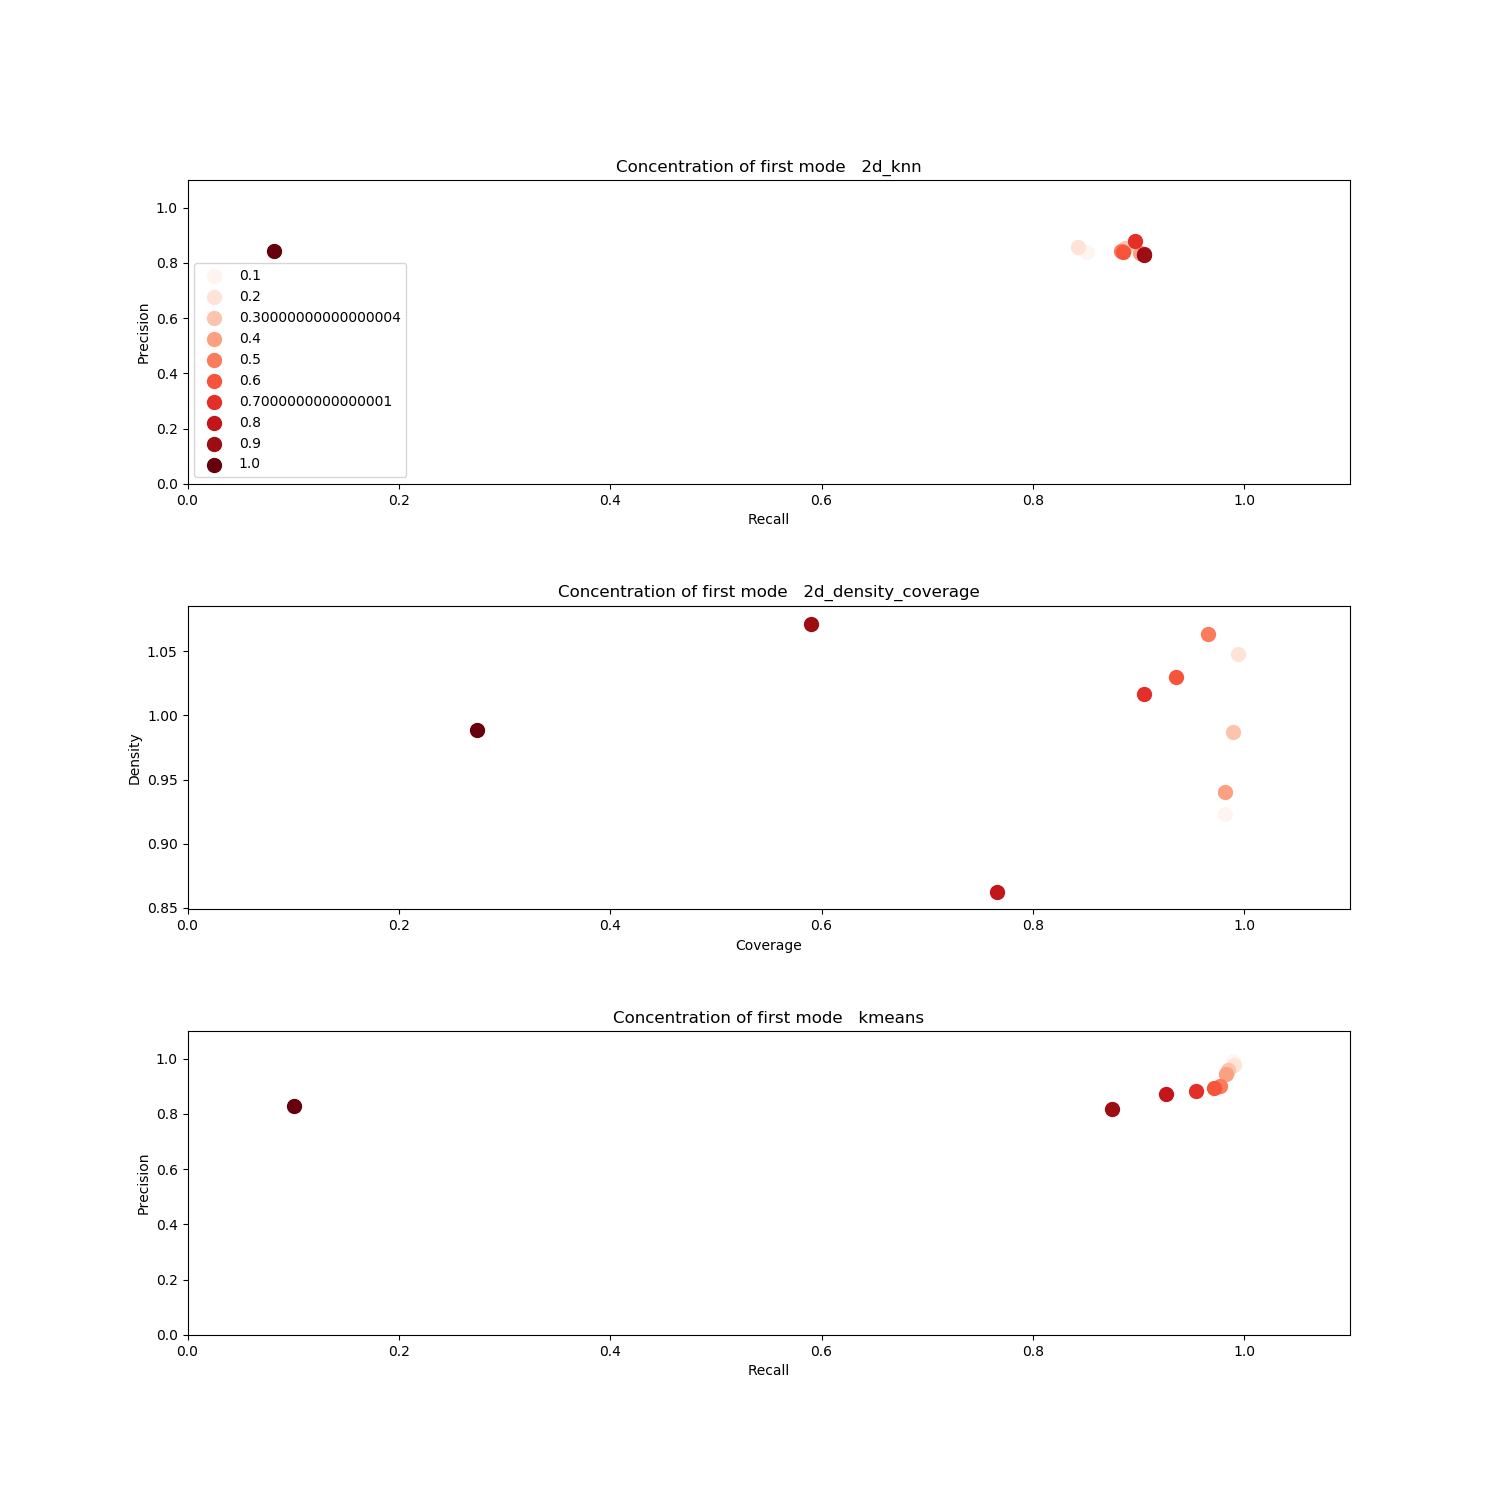 Concentration of first mode   2d_knn
1.0
0.8
0.6
0.4
0.2
0.0
Precision
0.1
0.2
0.30000000000000004
0.4
0.5
0.6
0.7000000000000001
0.8
0.9
1.0
0.0 0.2 0.4 0.6 0.8 1.0
Recall
Concentration of first mode   2d_density_coverage
1.05
1.00
0.95
0.90
0.85
Density
0.0 0.2 0.4 0.6 0.8 1.0
Coverage
Concentration of first mode   kmeans
1.0
0.8
0.6
0.4
0.2
0.0
Precision
0.0 0.2 0.4 0.6 0.8 1.0
Recall